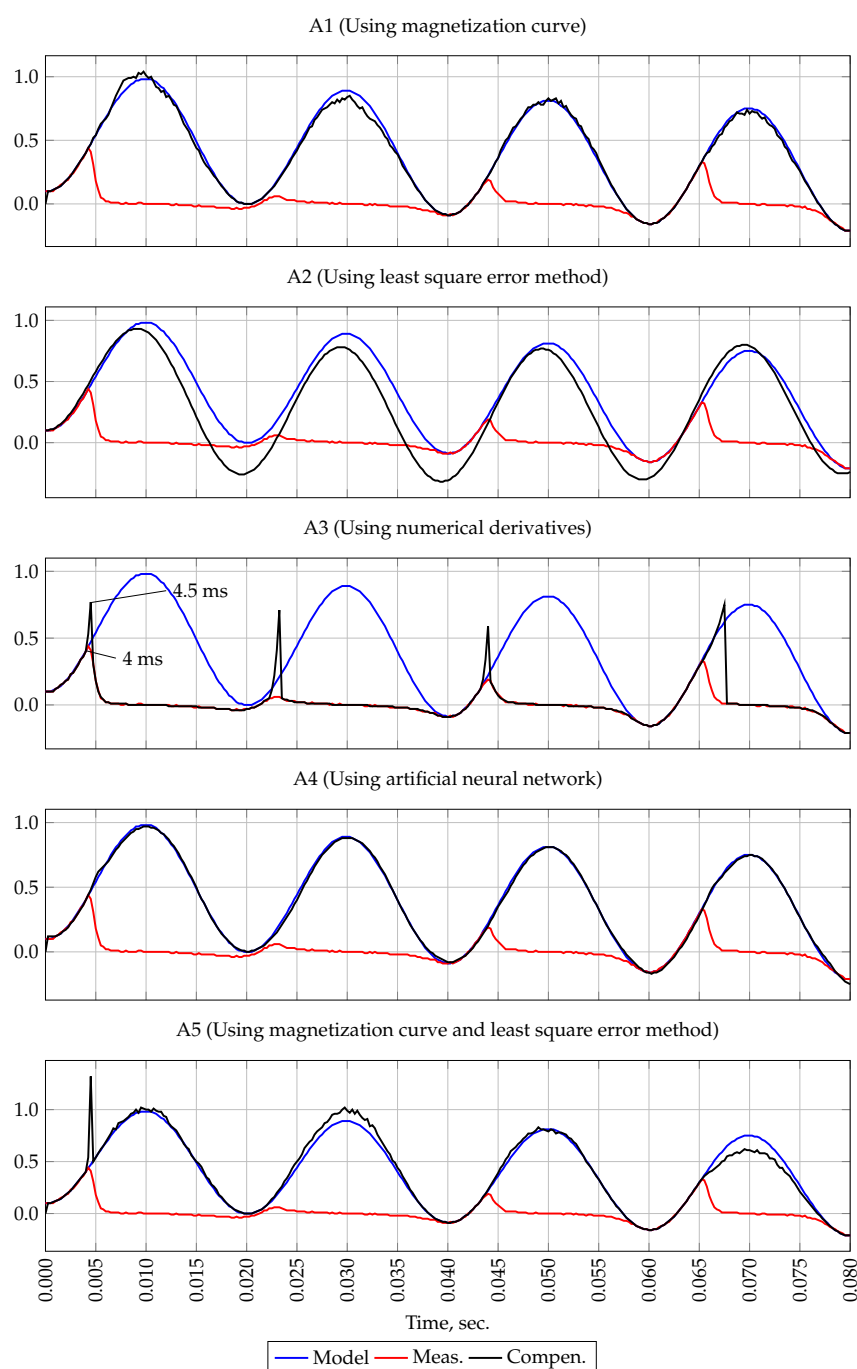 A1 (Using magnetization curve)
1.0
0.5
0.0
A2 (Using least square error method)
1.0
0.5
0.0
A3 (Using numerical derivatives)
1.0
4.5 ms
0.5
4 ms
0.0
A4 (Using artificial neural network)
1.0
0.5
0.0
A5 (Using magnetization curve and least square error method)
1.0
0.5
0.0
0.000 0.005 0.010 0.015 0.020 0.025 0.030 0.035 0.040 0.045 0.050 0.055 0.060 0.065 0.070 0.075 0.080
Time, sec.
Model Meas. Compen.